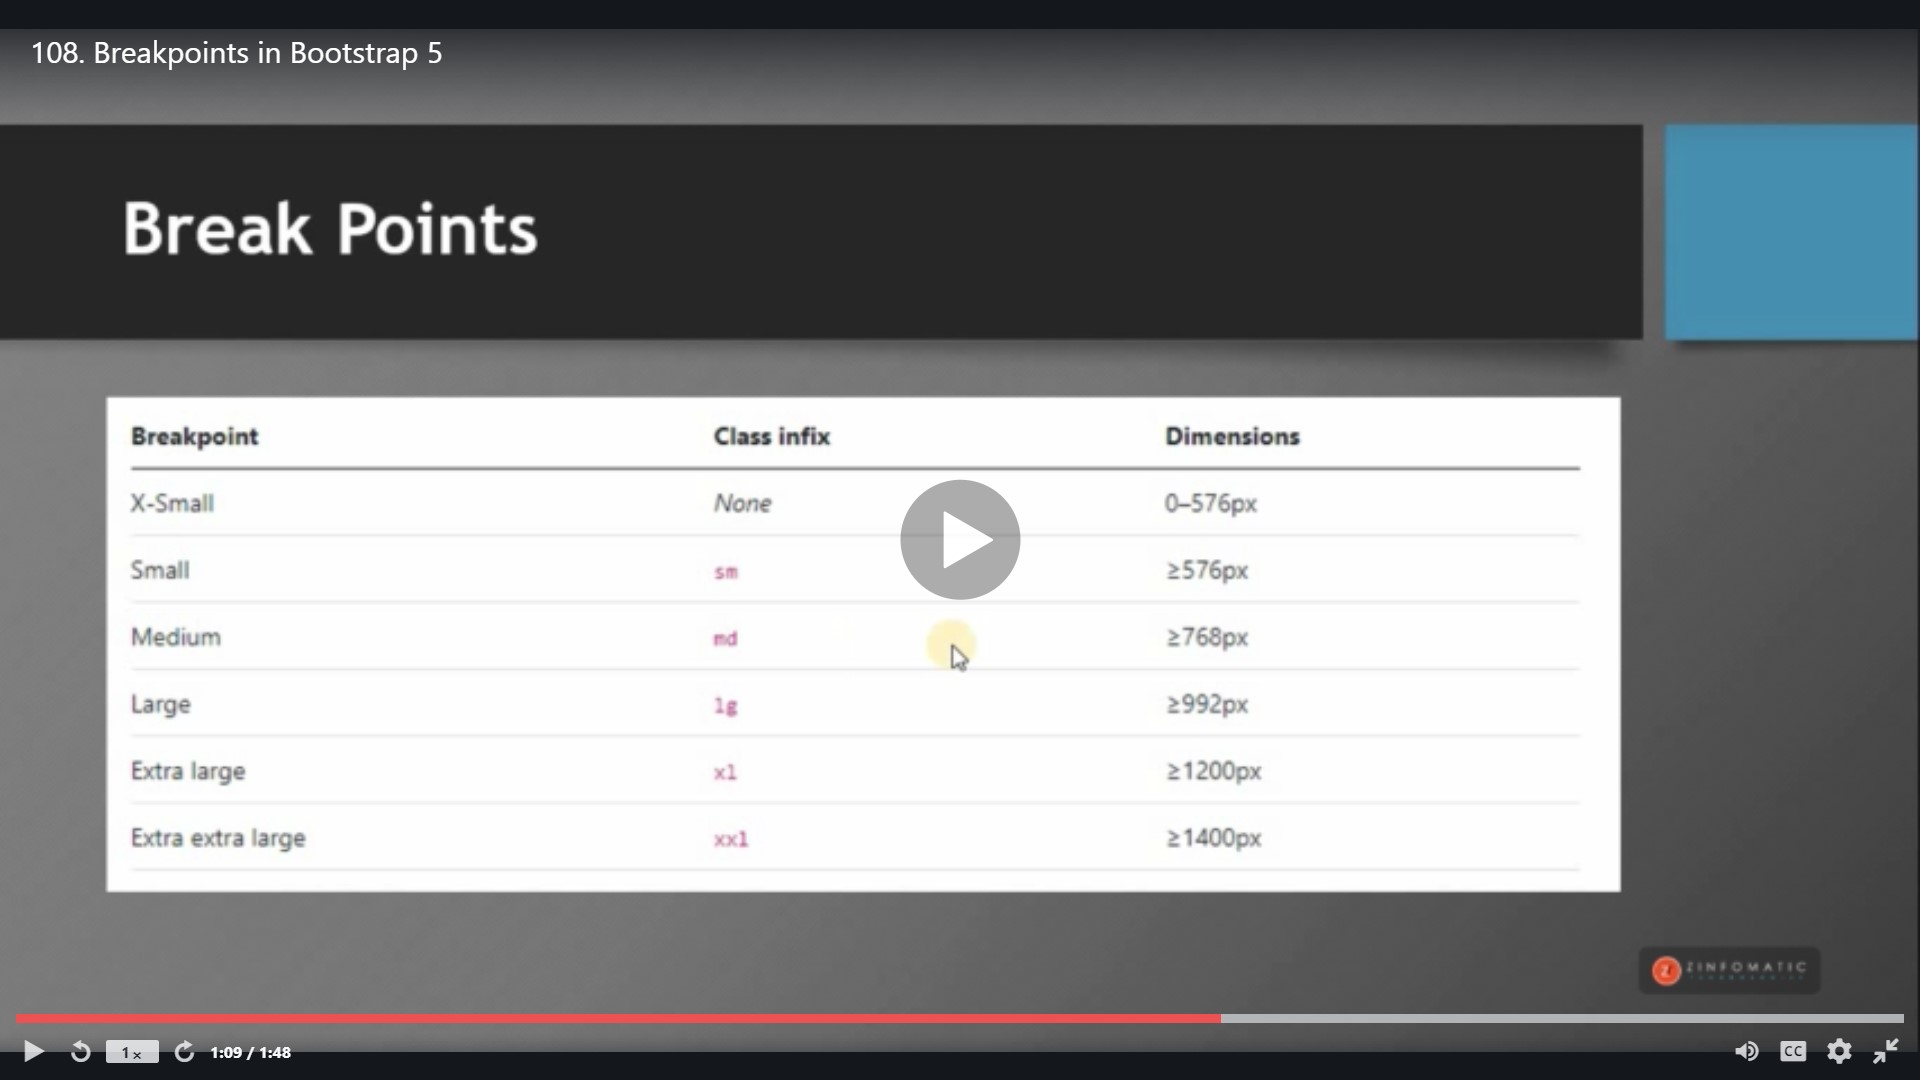 108. Breakpoints in Bootstrap 5
Break Points
Breakpoint Class infix Dimensions
X-Small None 0–576px
Small sm ≥576px
Medium md ≥768px
Large lg ≥992px
Extra large xl ≥1200px
Extra extra large xxl ≥1400px
Z ZINFOMATIC
1x 1:09 / 1:48 CC